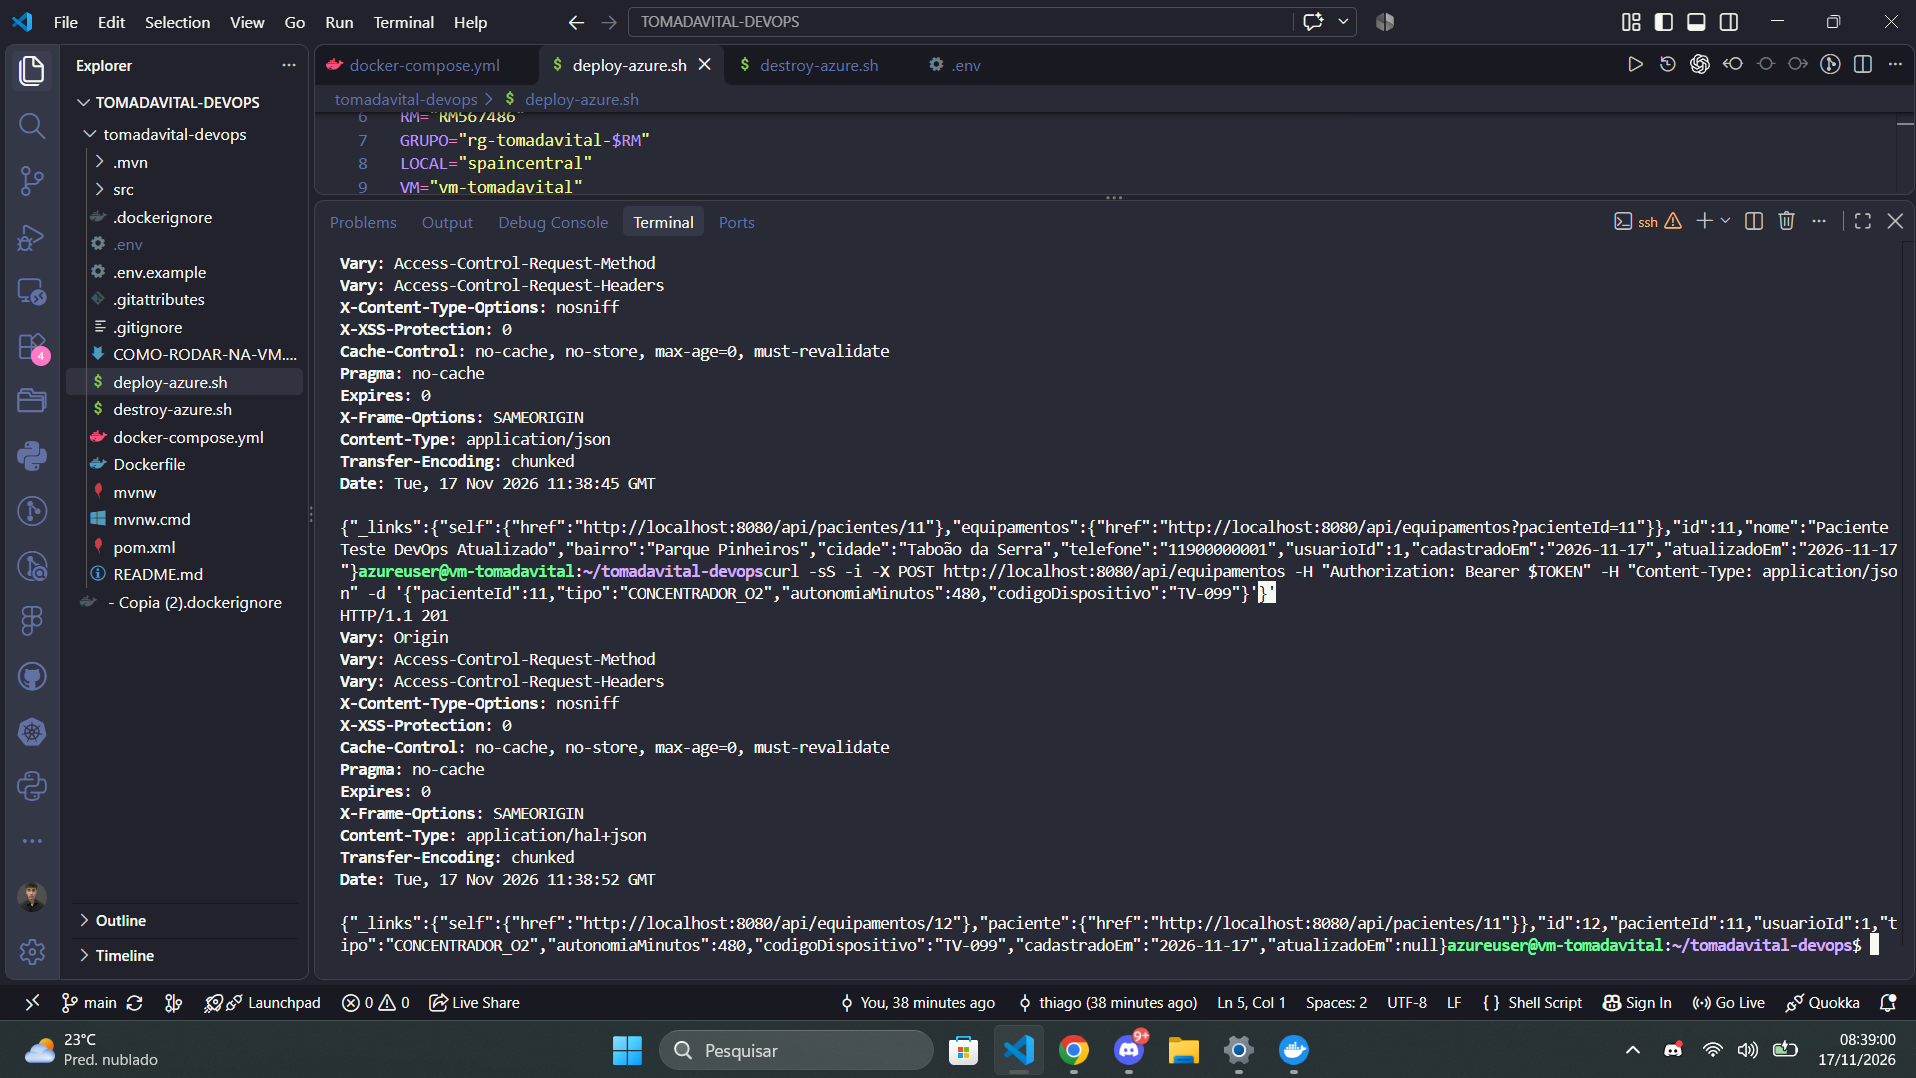 File Edit Selection View Go Run Terminal Help
TOMADAVITAL-DEVOPS
Explorer
TOMADAVITAL-DEVOPS
tomadavital-devops
.mvn
src
.dockerignore
.env
.env.example
.gitattributes
.gitignore
COMO-RODAR-NA-VM....
deploy-azure.sh
destroy-azure.sh
docker-compose.yml
Dockerfile
mvnw
mvnw.cmd
pom.xml
README.md
- Copia (2).dockerignore
Outline
Timeline
4
docker-compose.yml
deploy-azure.sh
destroy-azure.sh
.env
tomadavital-devops > deploy-azure.sh
6 RM="RM567486"
7 GRUPO="rg-tomadavital-$RM"
8 LOCAL="spaincentral"
9 VM="vm-tomadavital"
Problems Output Debug Console Terminal Ports
ssh
Vary: Access-Control-Request-Method
Vary: Access-Control-Request-Headers
X-Content-Type-Options: nosniff
X-XSS-Protection: 0
Cache-Control: no-cache, no-store, max-age=0, must-revalidate
Pragma: no-cache
Expires: 0
X-Frame-Options: SAMEORIGIN
Content-Type: application/json
Transfer-Encoding: chunked
Date: Tue, 17 Nov 2026 11:38:45 GMT
{"_links":{"self":{"href":"http://localhost:8080/api/pacientes/11"},"equipamentos":{"href":"http://localhost:8080/api/equipamentos?pacienteId=11"}},"id":11,"nome":"Paciente
Teste DevOps Atualizado","bairro":"Parque Pinheiros","cidade":"Taboão da Serra","telefone":"11900000001","usuarioId":1,"cadastradoEm":"2026-11-17","atualizadoEm":"2026-11-17
"}azureuser@vm-tomadavital:~/tomadavital-devopscurl -sS -i -X POST http://localhost:8080/api/equipamentos -H "Authorization: Bearer $TOKEN" -H "Content-Type: application/jso
n" -d '{"pacienteId":11,"tipo":"CONCENTRADOR_O2","autonomiaMinutos":480,"codigoDispositivo":"TV-099"}'}'
HTTP/1.1 201
Vary: Origin
Vary: Access-Control-Request-Method
Vary: Access-Control-Request-Headers
X-Content-Type-Options: nosniff
X-XSS-Protection: 0
Cache-Control: no-cache, no-store, max-age=0, must-revalidate
Pragma: no-cache
Expires: 0
X-Frame-Options: SAMEORIGIN
Content-Type: application/hal+json
Transfer-Encoding: chunked
Date: Tue, 17 Nov 2026 11:38:52 GMT
{"_links":{"self":{"href":"http://localhost:8080/api/equipamentos/12"},"paciente":{"href":"http://localhost:8080/api/pacientes/11"}},"id":12,"pacienteId":11,"usuarioId":1,"t
ipo":"CONCENTRADOR_O2","autonomiaMinutos":480,"codigoDispositivo":"TV-099","cadastradoEm":"2026-11-17","atualizadoEm":null}azureuser@vm-tomadavital:~/tomadavital-devops$
main Launchpad 0 0 Live Share You, 38 minutes ago thiago (38 minutes ago) Ln 5, Col 1 Spaces: 2 UTF-8 LF { } Shell Script Sign In Go Live Quokka
23°C
Pred. nublado
Pesquisar
9+
08:39:00
17/11/2026